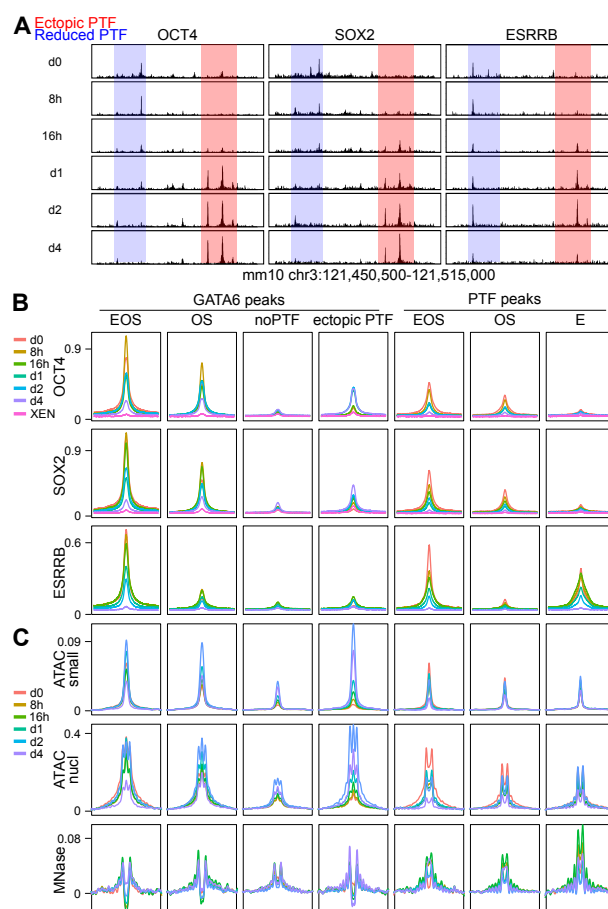 A
Ectopic PTF
Reduced PTF
OCT4
SOX2
ESRRB
d0
8h
16h
d1
d2
d4
mm10 chr3:121,450,500-121,515,000
B
GATA6 peaks
PTF peaks
EOS
OS
noPTF
ectopic PTF
EOS
OS
E
d0
8h
16h
d1
d2
d4
XEN
OCT4
0.9
0
SOX2
0.9
0
ESRRB
0.6
0
C
d0
8h
16h
d1
d2
d4
ATAC
small
0.09
0
ATAC
nucl
0.4
0
MNase
0.08
0